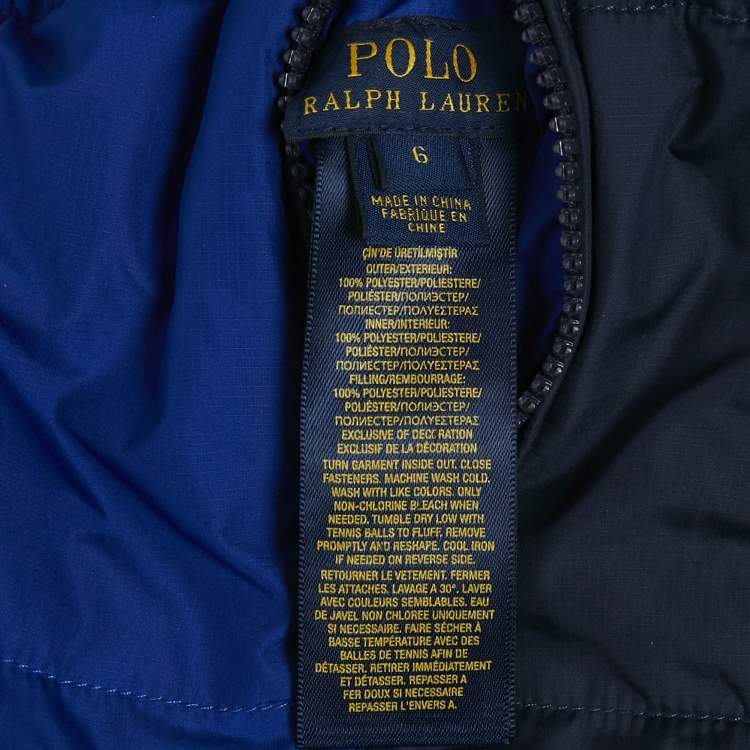 POLO
RALPH LAUREN
6
MADE IN CHINA
FABRIQUE EN
CHINE
ÇİN'DE ÜRETİLMİŞTİR
OUTER/EXTERIEUR:
100% POLYESTER/POLIESTERE/
POLIÉSTER/ПОЛИЭСТЕР/
ПОЛИЭСТЕР/ΠΟΛΥΕΣΤΕΡΑΣ
INNER/INTERIEUR:
100% POLYESTER/POLIESTERE/
POLIÉSTER/ПОЛИЭСТЕР/
ПОЛИЭСТЕР/ΠΟΛΥΕΣΤΕΡΑΣ
FILLING/REMBOURRAGE:
100% POLYESTER/POLIESTERE/
POLIÉSTER/ПОЛИЭСТЕР/
ПОЛИЭСТЕР/ΠΟΛΥΕΣΤΕΡΑΣ
EXCLUSIVE OF DECORATION
EXCLUSIF DE LA DÉCORATION
TURN GARMENT INSIDE OUT. CLOSE
FASTENERS. MACHINE WASH COLD.
WASH WITH LIKE COLORS. ONLY
NON-CHLORINE BLEACH WHEN
NEEDED. TUMBLE DRY LOW WITH
TENNIS BALLS TO FLUFF. REMOVE
PROMPTLY AND RESHAPE. COOL IRON
IF NEEDED ON REVERSE SIDE.
RETOURNER LE VETEMENT. FERMER
LES ATTACHES. LAVAGE A 30°. LAVER
AVEC COULEURS SEMBLABLES. EAU
DE JAVEL NON CHLOREE UNIQUEMENT
SI NECESSAIRE. FAIRE SÉCHER À
BASSE TEMPÉRATURE AVEC DES
BALLES DE TENNIS AFIN DE
DÉTASSER. RETIRER IMMÉDIATEMENT
ET DÉTASSER. REPASSER A
FER DOUX SI NECESSAIRE
REPASSER L'ENVERS A.